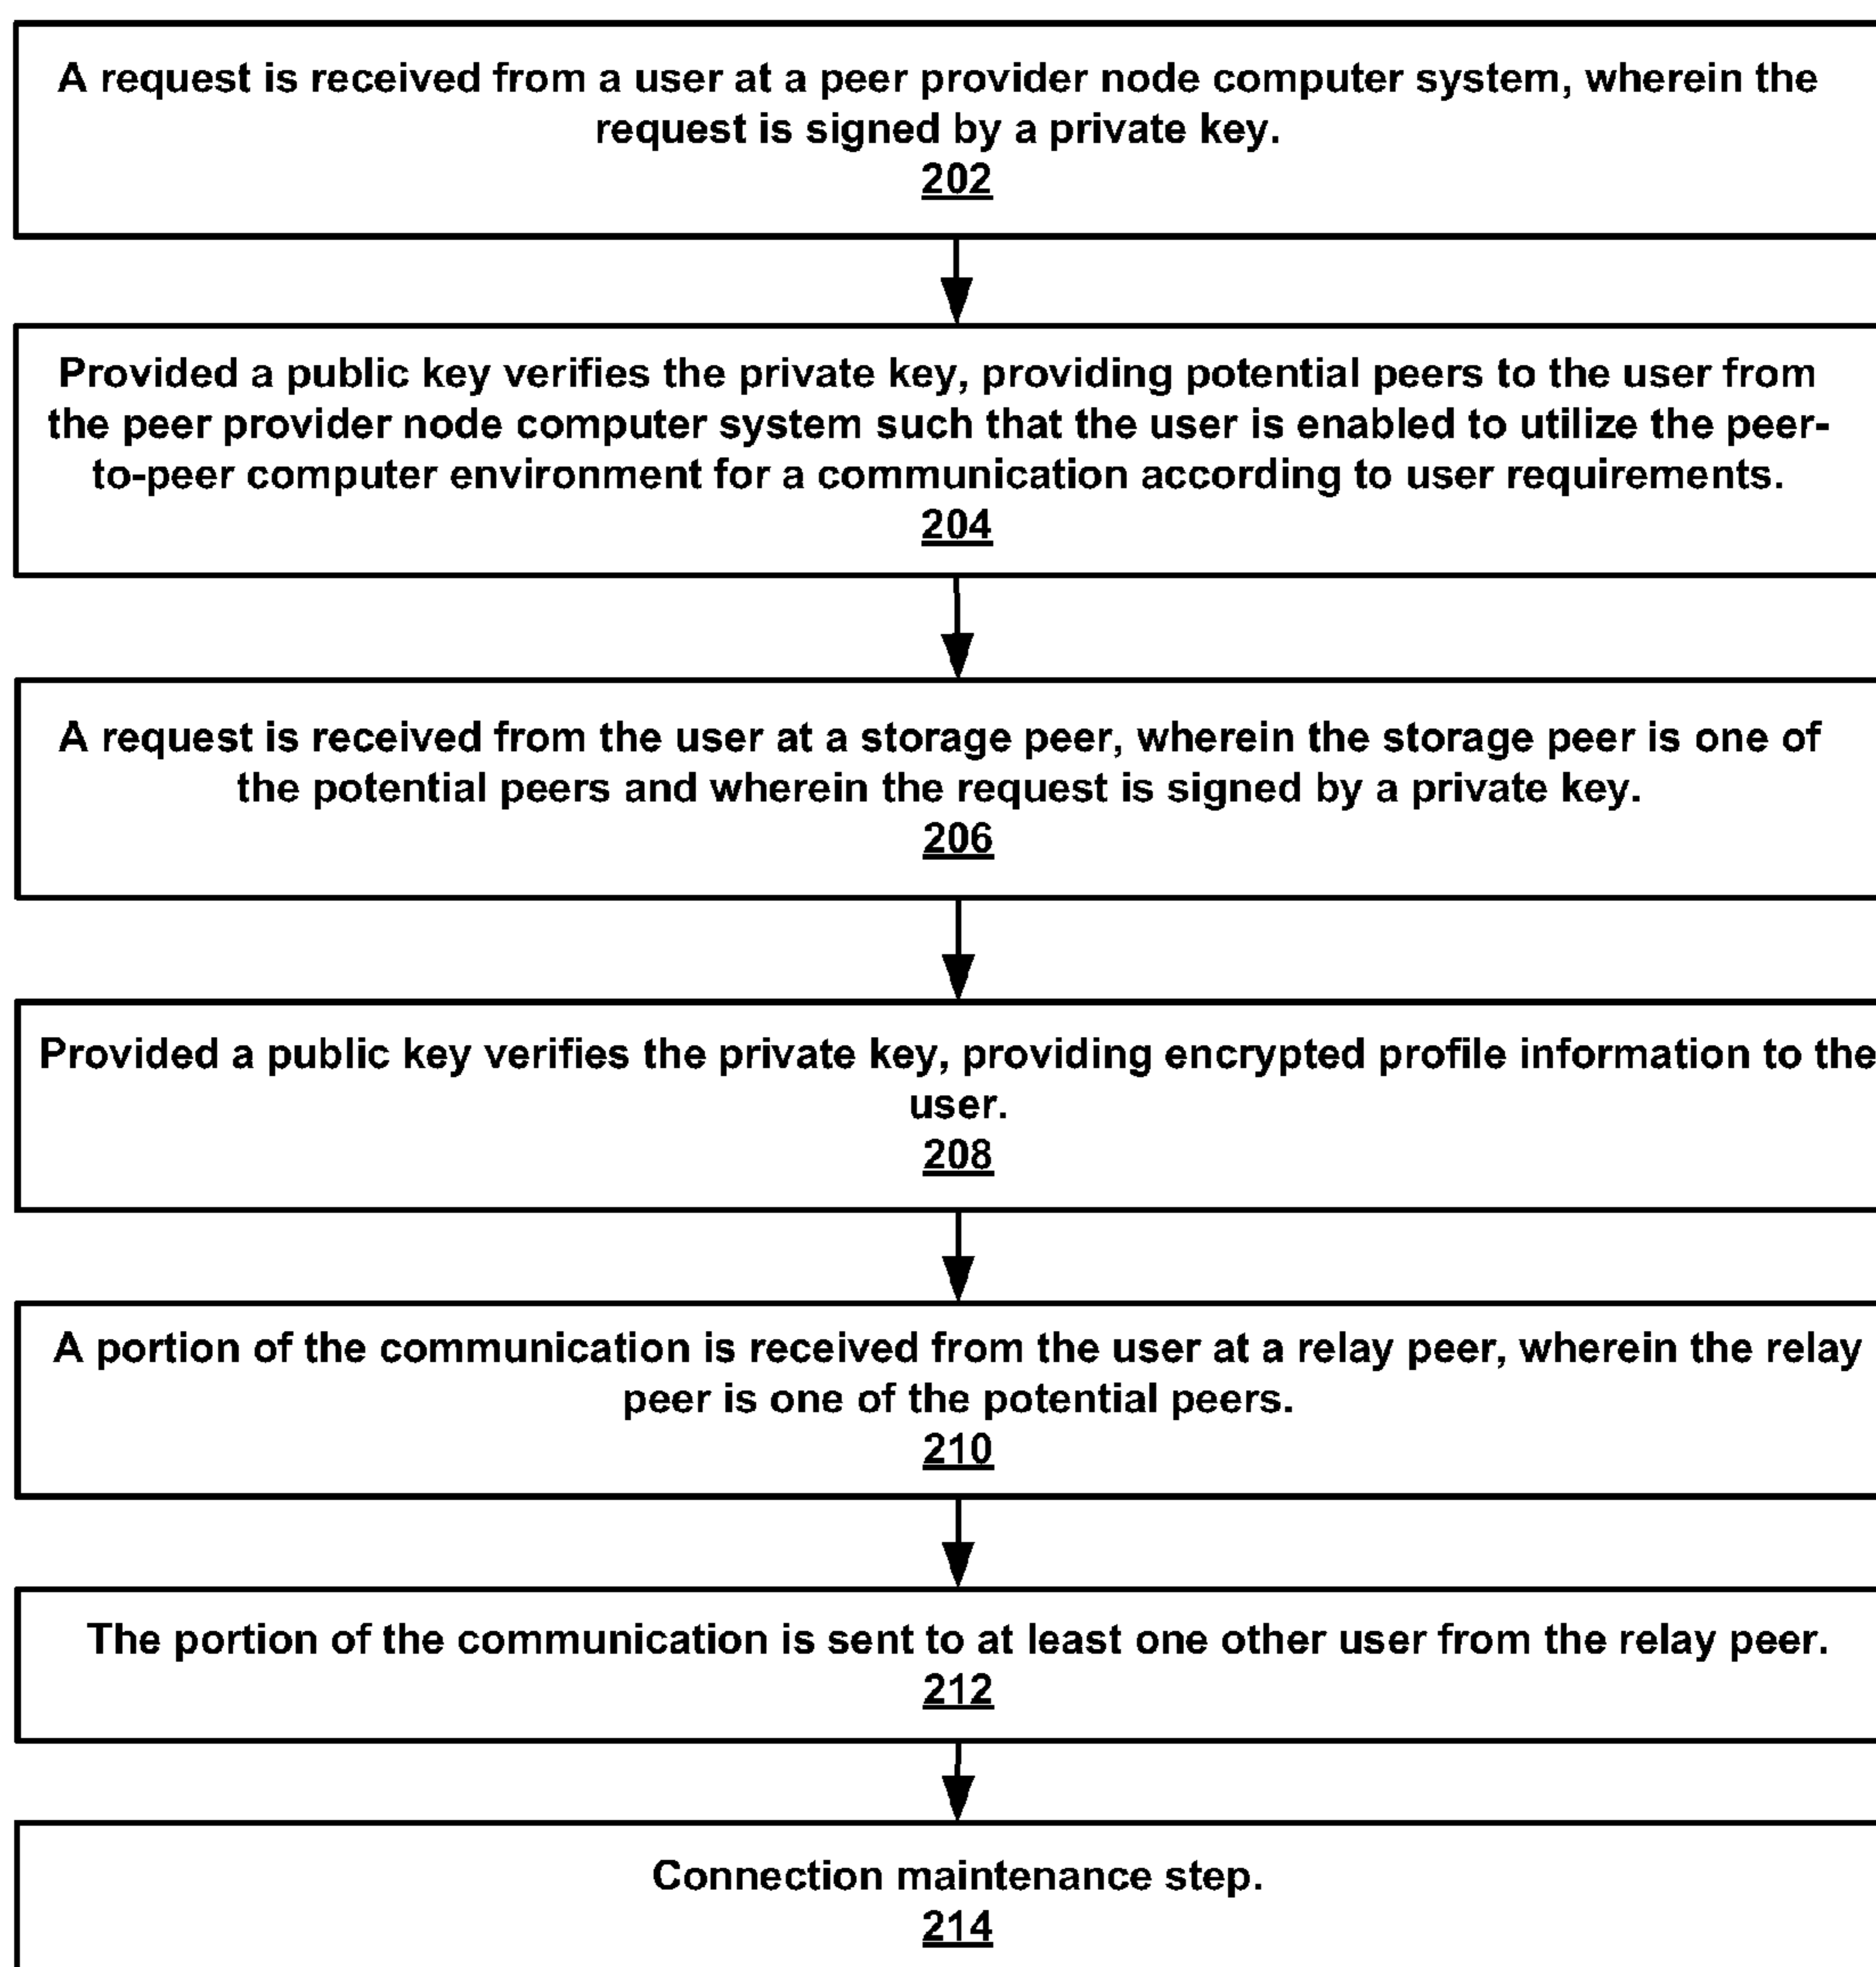 A request is received from a user at a peer provider node computer system, wherein the
request is signed by a private key.
202
Provided a public key verifies the private key, providing potential peers to the user from
the peer provider node computer system such that the user is enabled to utilize the peer-
to-peer computer environment for a communication according to user requirements.
204
A request is received from the user at a storage peer, wherein the storage peer is one of
the potential peers and wherein the request is signed by a private key.
206
Provided a public key verifies the private key, providing encrypted profile information to the
user.
208
A portion of the communication is received from the user at a relay peer, wherein the relay
peer is one of the potential peers.
210
The portion of the communication is sent to at least one other user from the relay peer.
212
Connection maintenance step.
214